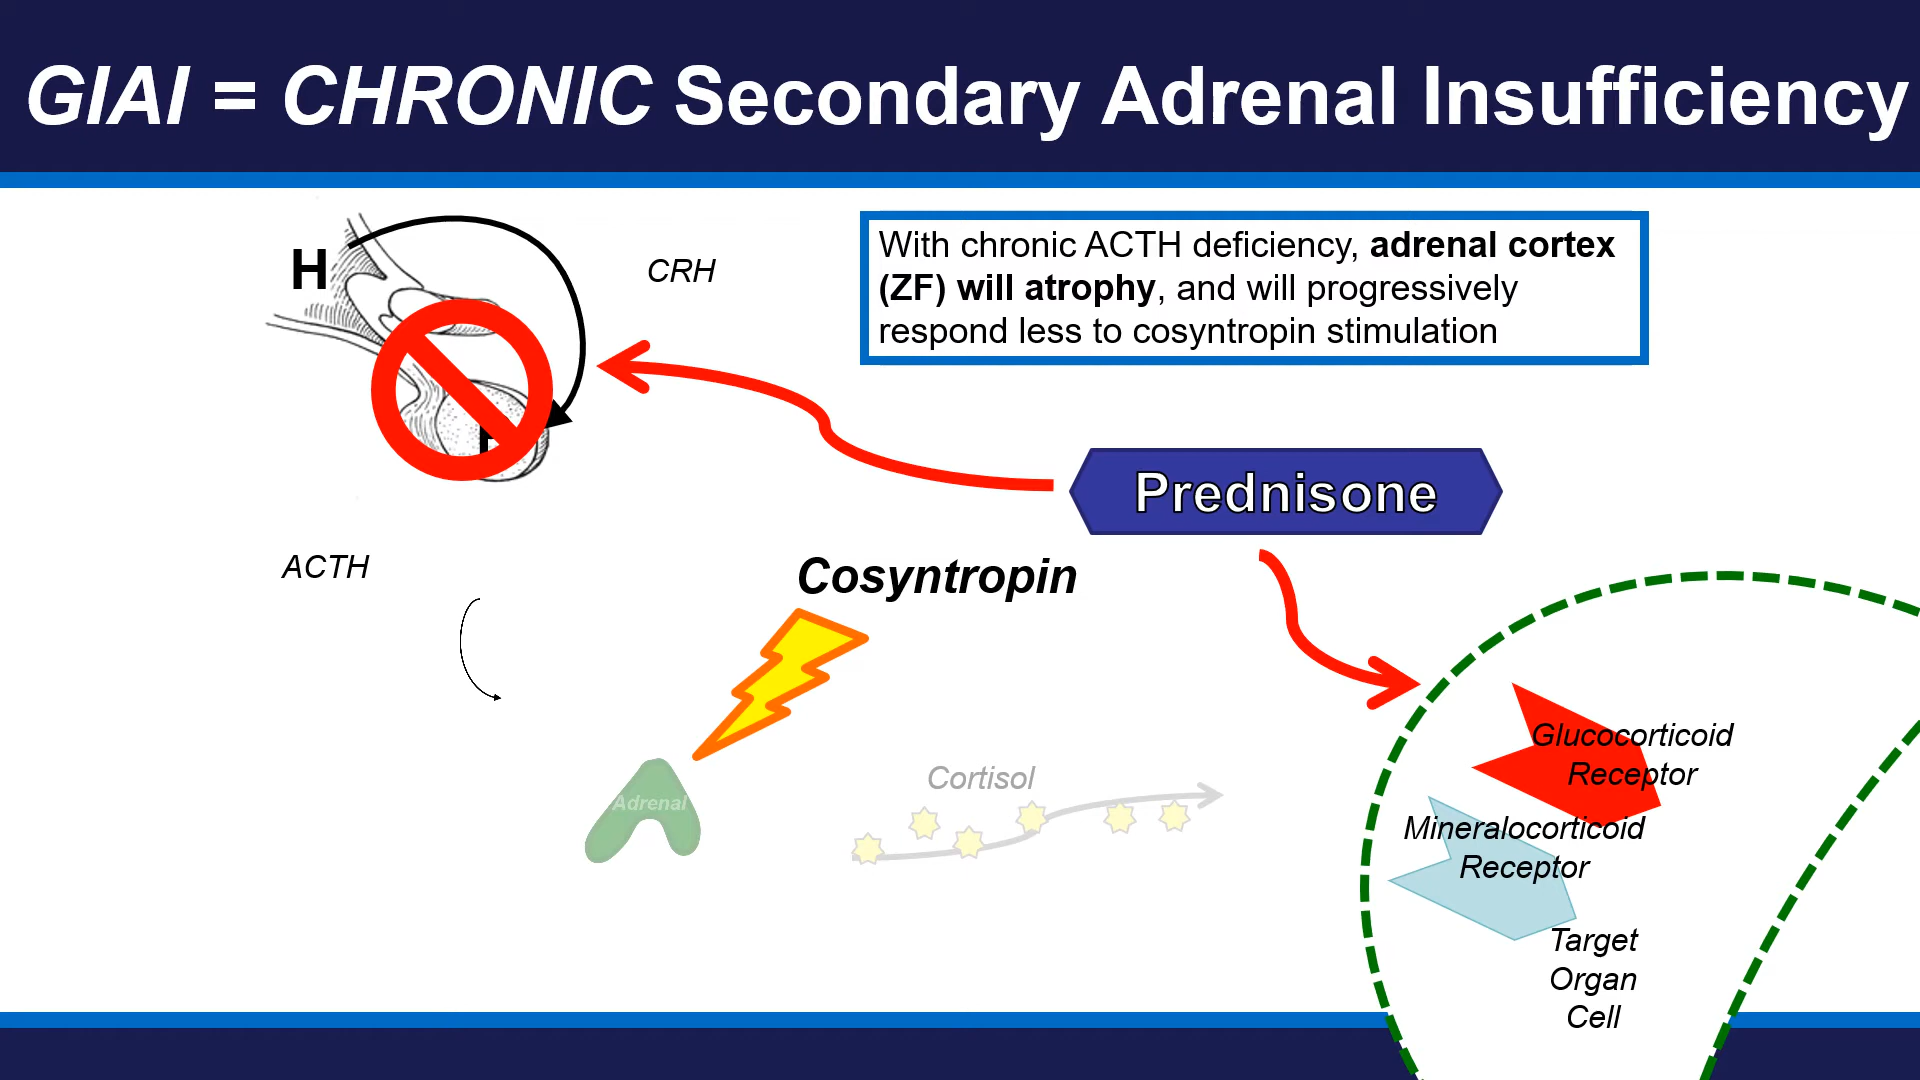 GIAI = CHRONIC Secondary Adrenal Insufficiency
H
CRH
With chronic ACTH deficiency, adrenal cortex
(ZF) will atrophy, and will progressively
respond less to cosyntropin stimulation
Prednisone
ACTH
Cosyntropin
Adrenal
Cortisol
Glucocorticoid
Receptor
Mineralocorticoid
Receptor
Target
Organ
Cell